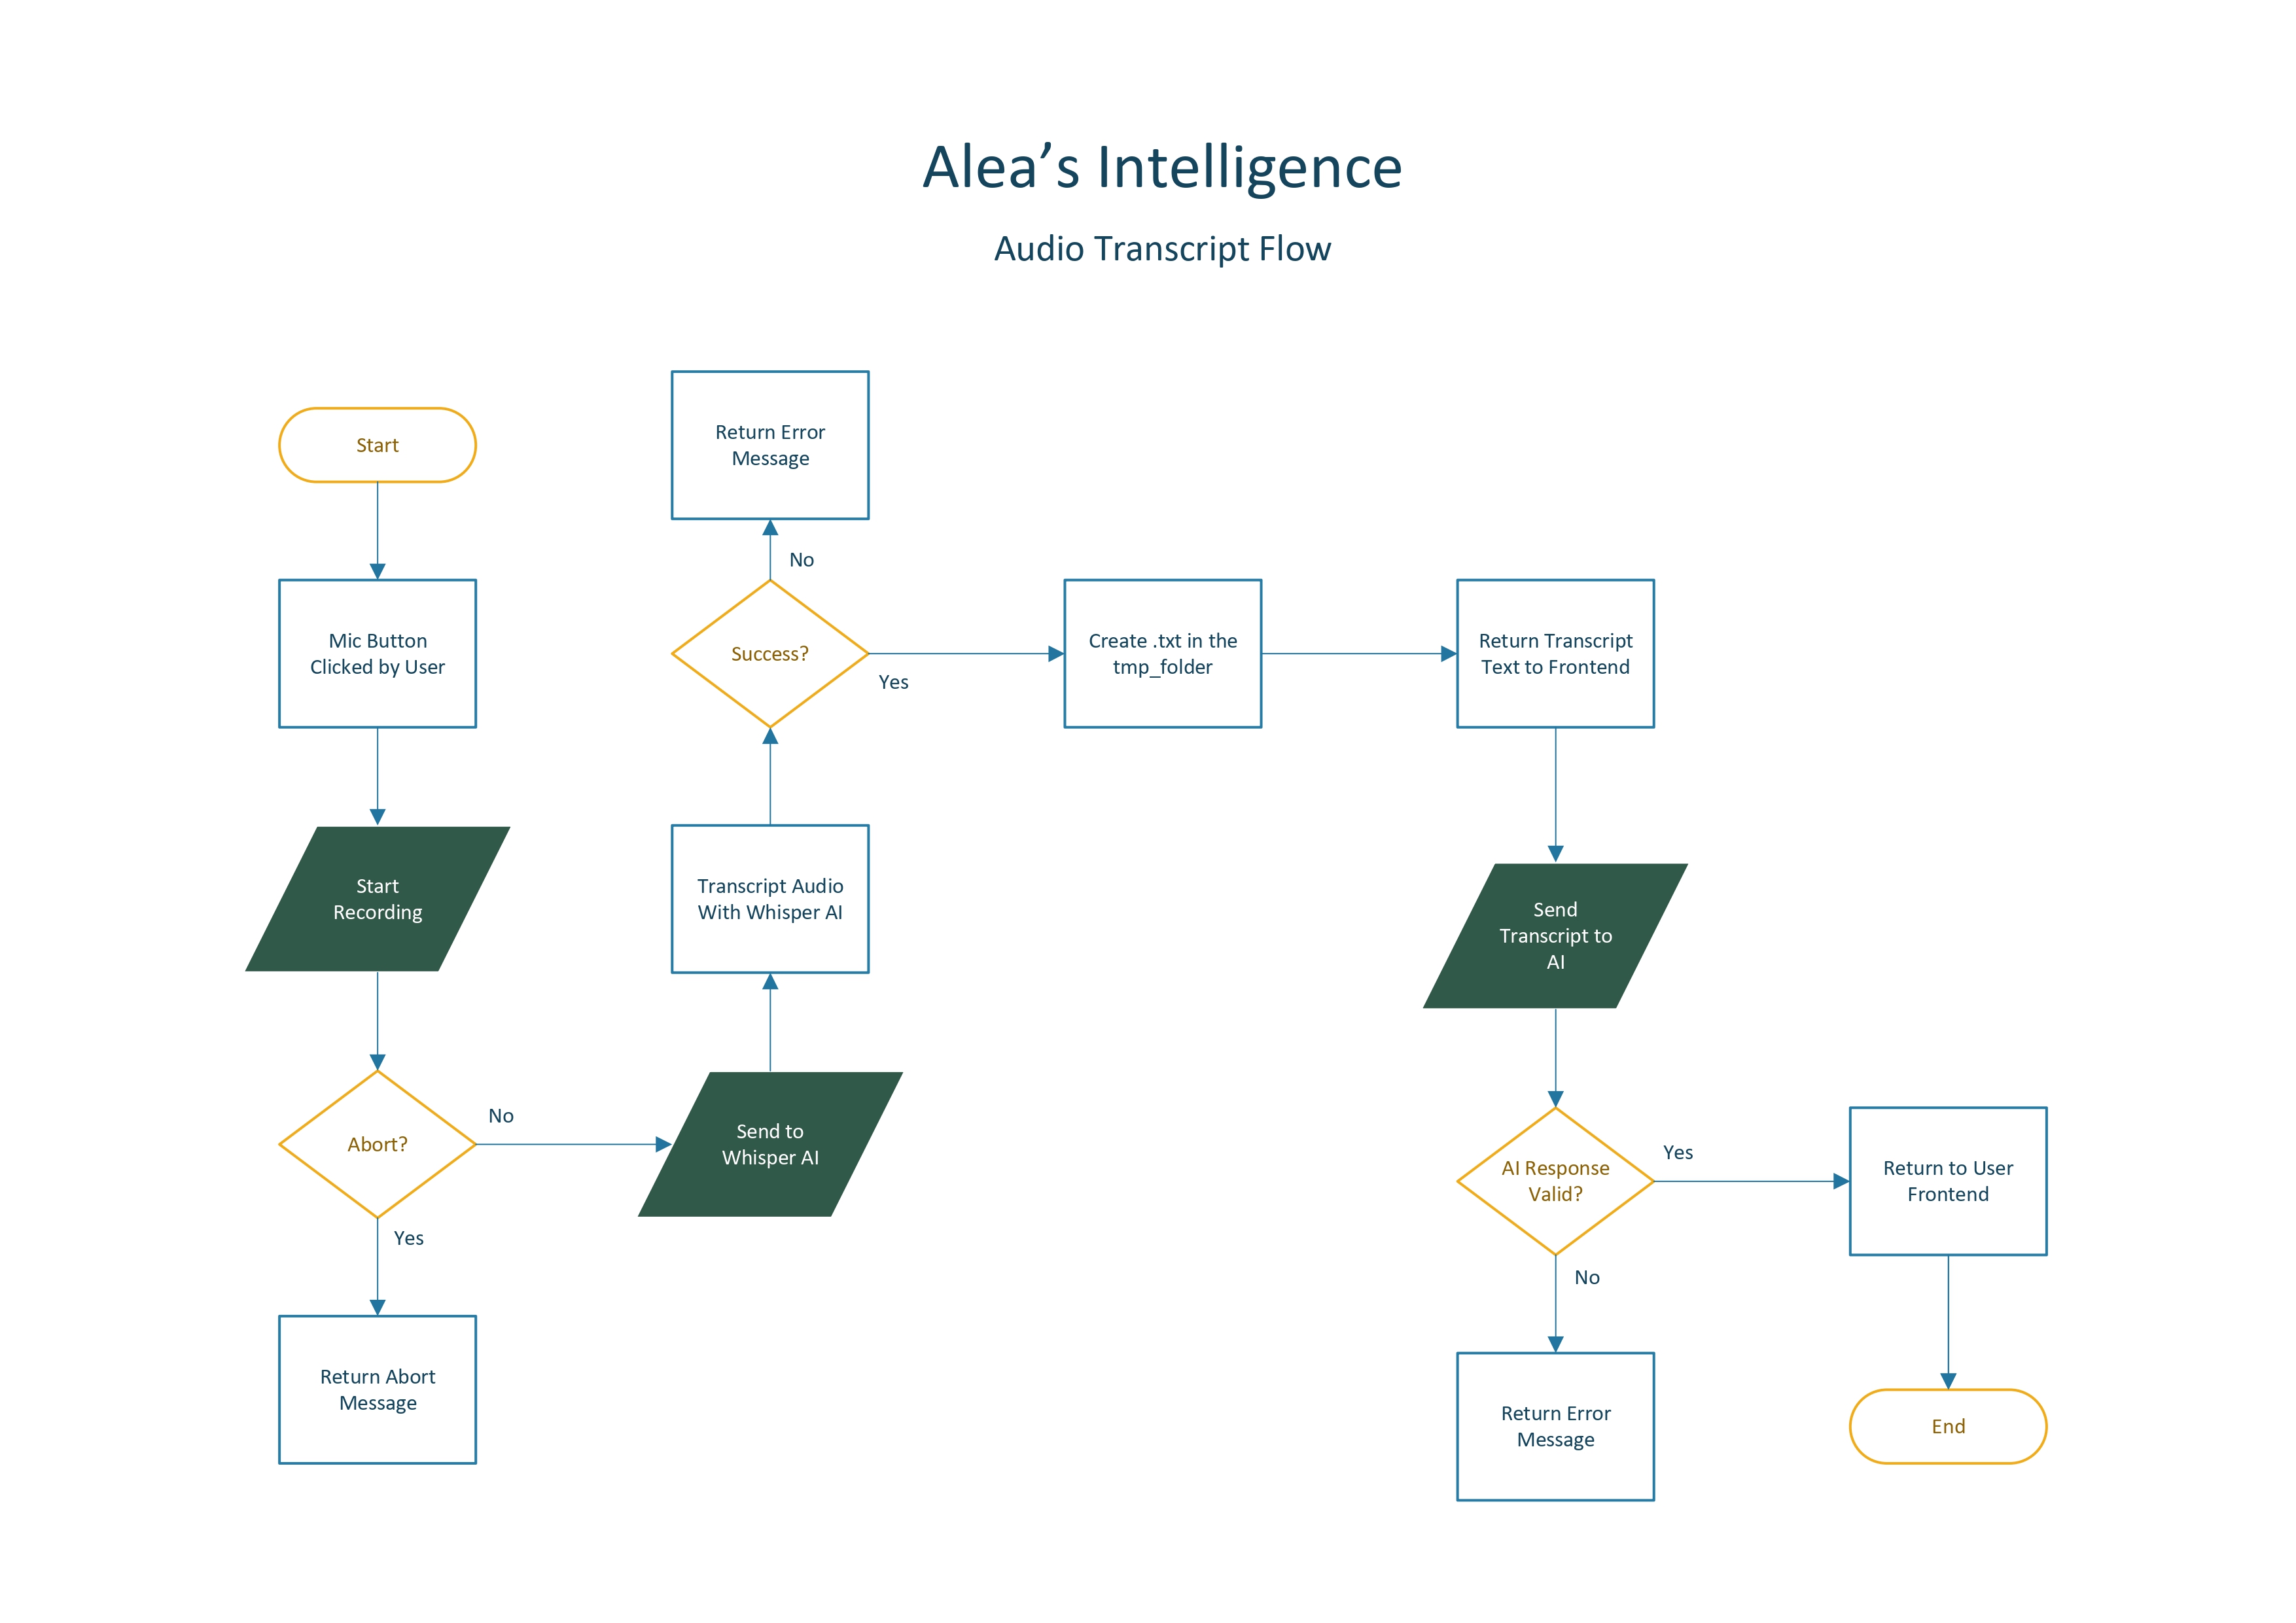 Alea’s Intelligence
Audio Transcript Flow
Start
Mic Button
Clicked by User
Start
Recording
Abort?
No
Yes
Return Abort
Message
Send to
Whisper AI
Transcript Audio
With Whisper AI
Success?
No
Return Error
Message
Yes
Create .txt in the
tmp_folder
Return Transcript
Text to Frontend
Send
Transcript to
AI
AI Response
Valid?
No
Return Error
Message
Yes
Return to User
Frontend
End